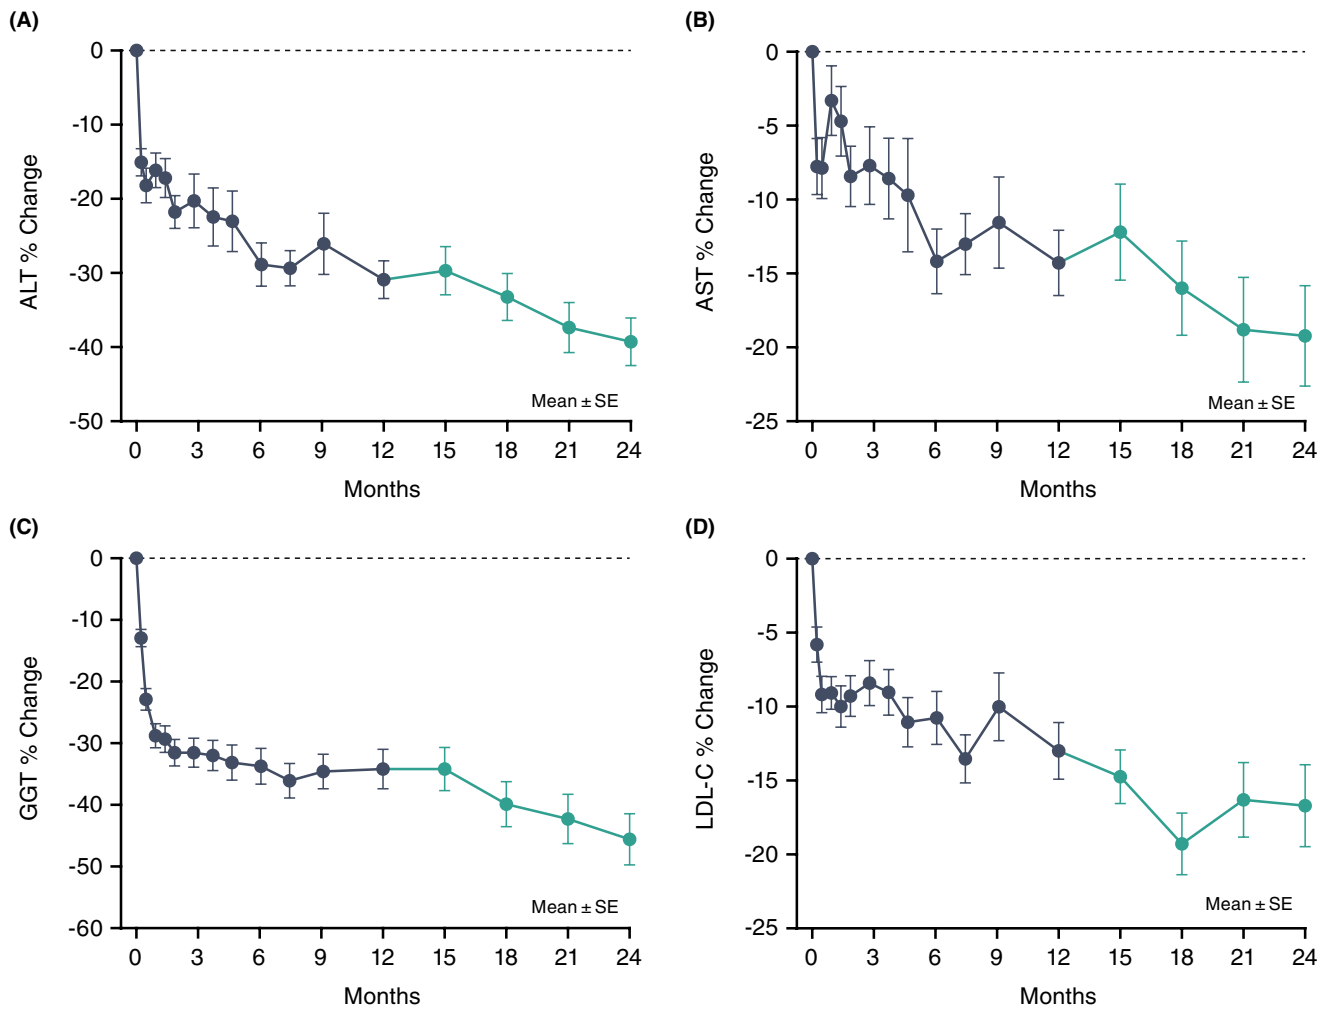 (A)
0
-10
-20
-30
-40
-50
ALT % Change
Mean ± SE
0 3 6 9 12 15 18 21 24
Months
(B)
0
-5
-10
-15
-20
-25
AST % Change
Mean ± SE
0 3 6 9 12 15 18 21 24
Months
(C)
0
-10
-20
-30
-40
-50
-60
GGT % Change
Mean ± SE
0 3 6 9 12 15 18 21 24
Months
(D)
0
-5
-10
-15
-20
-25
LDL-C % Change
Mean ± SE
0 3 6 9 12 15 18 21 24
Months